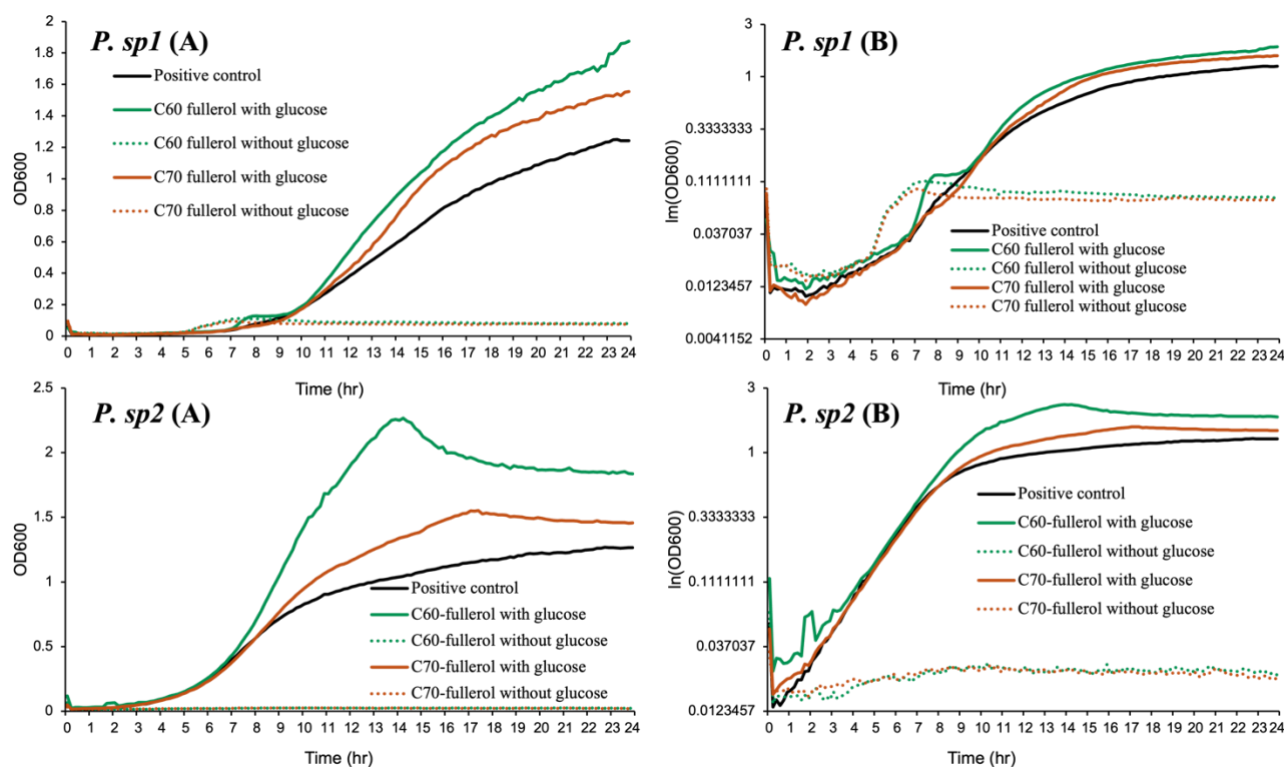 P. sp1 (A)
2
1.8
1.6
1.4
1.2
1
0.8
0.6
0.4
0.2
0
OD600
Positive control
C60 fullerol with glucose
C60 fullerol without glucose
C70 fullerol with glucose
C70 fullerol without glucose
0 1 2 3 4 5 6 7 8 9 10 11 12 13 14 15 16 17 18 19 20 21 22 23 24
Time (hr)
P. sp1 (B)
3
1
0.3333333
0.1111111
0.037037
0.0123457
0.0041152
Im(OD600)
Positive control
C60 fullerol with glucose
C60 fullerol without glucose
C70 fullerol with glucose
C70 fullerol without glucose
0 1 2 3 4 5 6 7 8 9 10 11 12 13 14 15 16 17 18 19 20 21 22 23 24
Time (hr)
P. sp2 (A)
2.5
2
1.5
1
0.5
0
OD600
Positive control
C60-fullerol with glucose
C60-fullerol without glucose
C70-fullerol with glucose
C70-fullerol without glucose
0 1 2 3 4 5 6 7 8 9 10 11 12 13 14 15 16 17 18 19 20 21 22 23 24
Time (hr)
P. sp2 (B)
3
1
0.3333333
0.1111111
0.037037
0.0123457
ln(OD600)
Positive control
C60-fullerol with glucose
C60-fullerol without glucose
C70-fullerol with glucose
C70-fullerol without glucose
0 1 2 3 4 5 6 7 8 9 10 11 12 13 14 15 16 17 18 19 20 21 22 23 24
Time (hr)